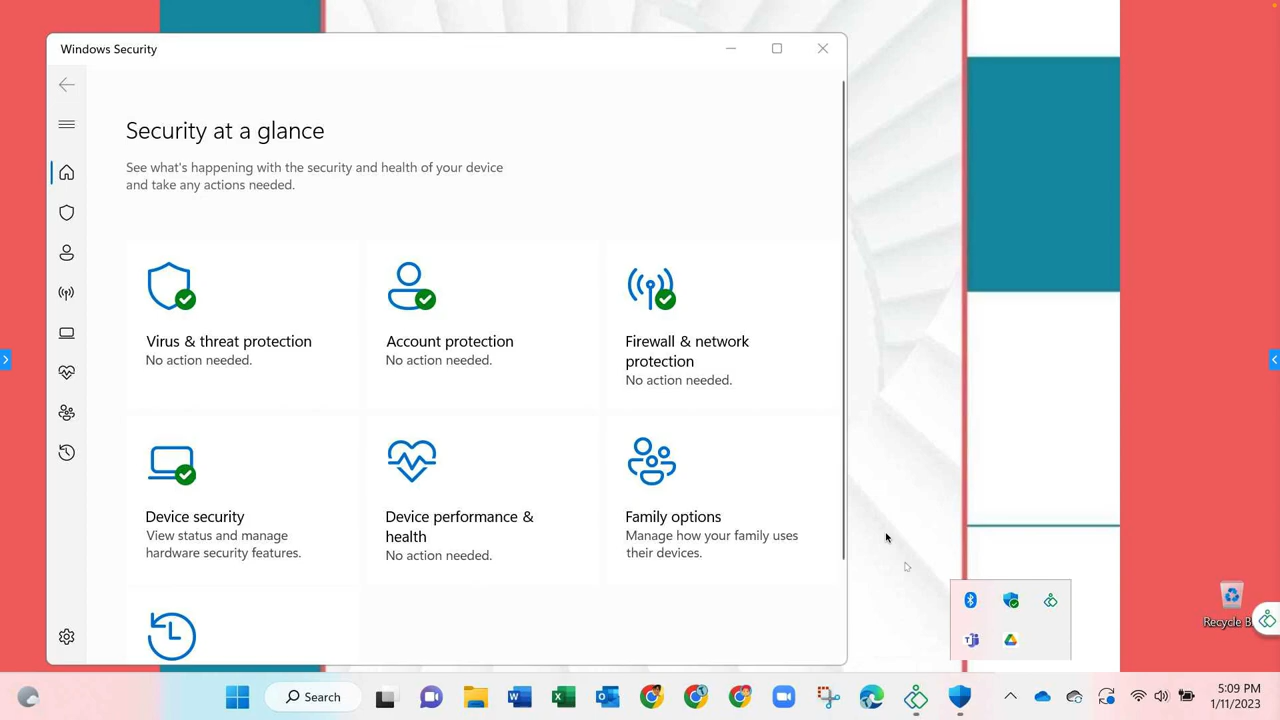 Windows Security
Security at a glance
See what's happening with the security and health of your device
and take any actions needed.
Virus & threat protection
No action needed.
Account protection
No action needed.
Firewall & network
protection
No action needed.
Device security
View status and manage
hardware security features.
Device performance &
health
No action needed.
Family options
Manage how your family uses
their devices.
Recycle B
Search
5:09 PM
1/11/2023